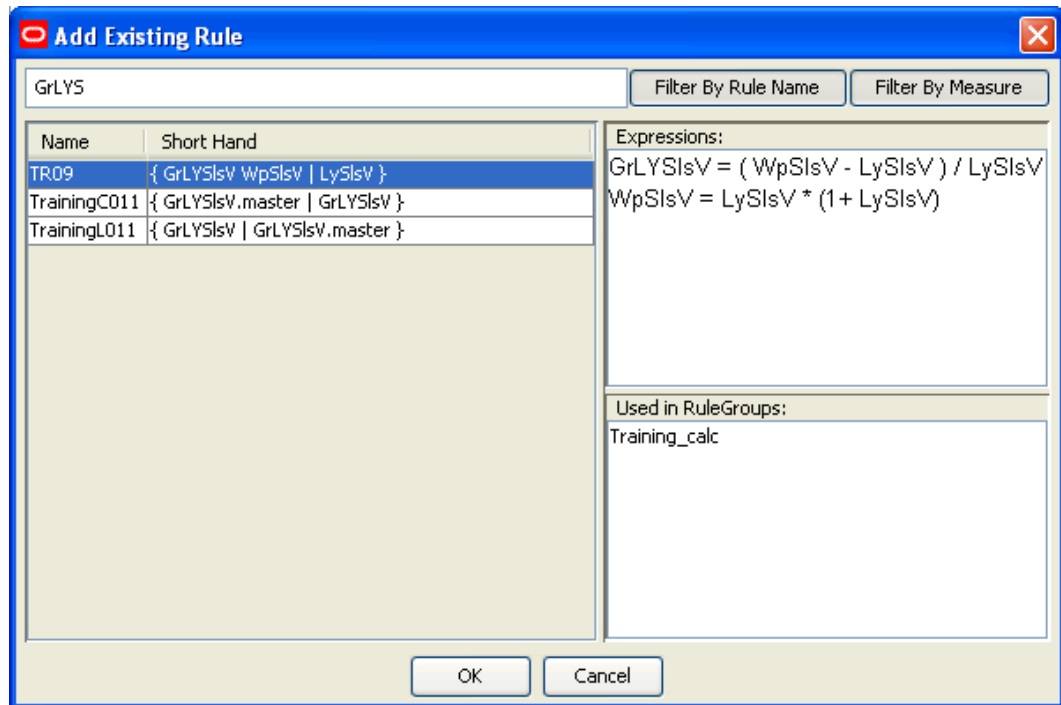 Add Existing Rule
GrLYS
Filter By Rule Name
Filter By Measure
Name Short Hand
TR09 { GrLYSlsV WpSlsV | LySlsV }
TrainingC011 { GrLYSlsV.master | GrLYSlsV }
TrainingL011 { GrLYSlsV | GrLYSlsV.master }
Expressions:
GrLYSlsV = ( WpSlsV - LySlsV ) / LySlsV
WpSlsV = LySlsV * (1+ LySlsV)
Used in RuleGroups:
Training_calc
OK
Cancel